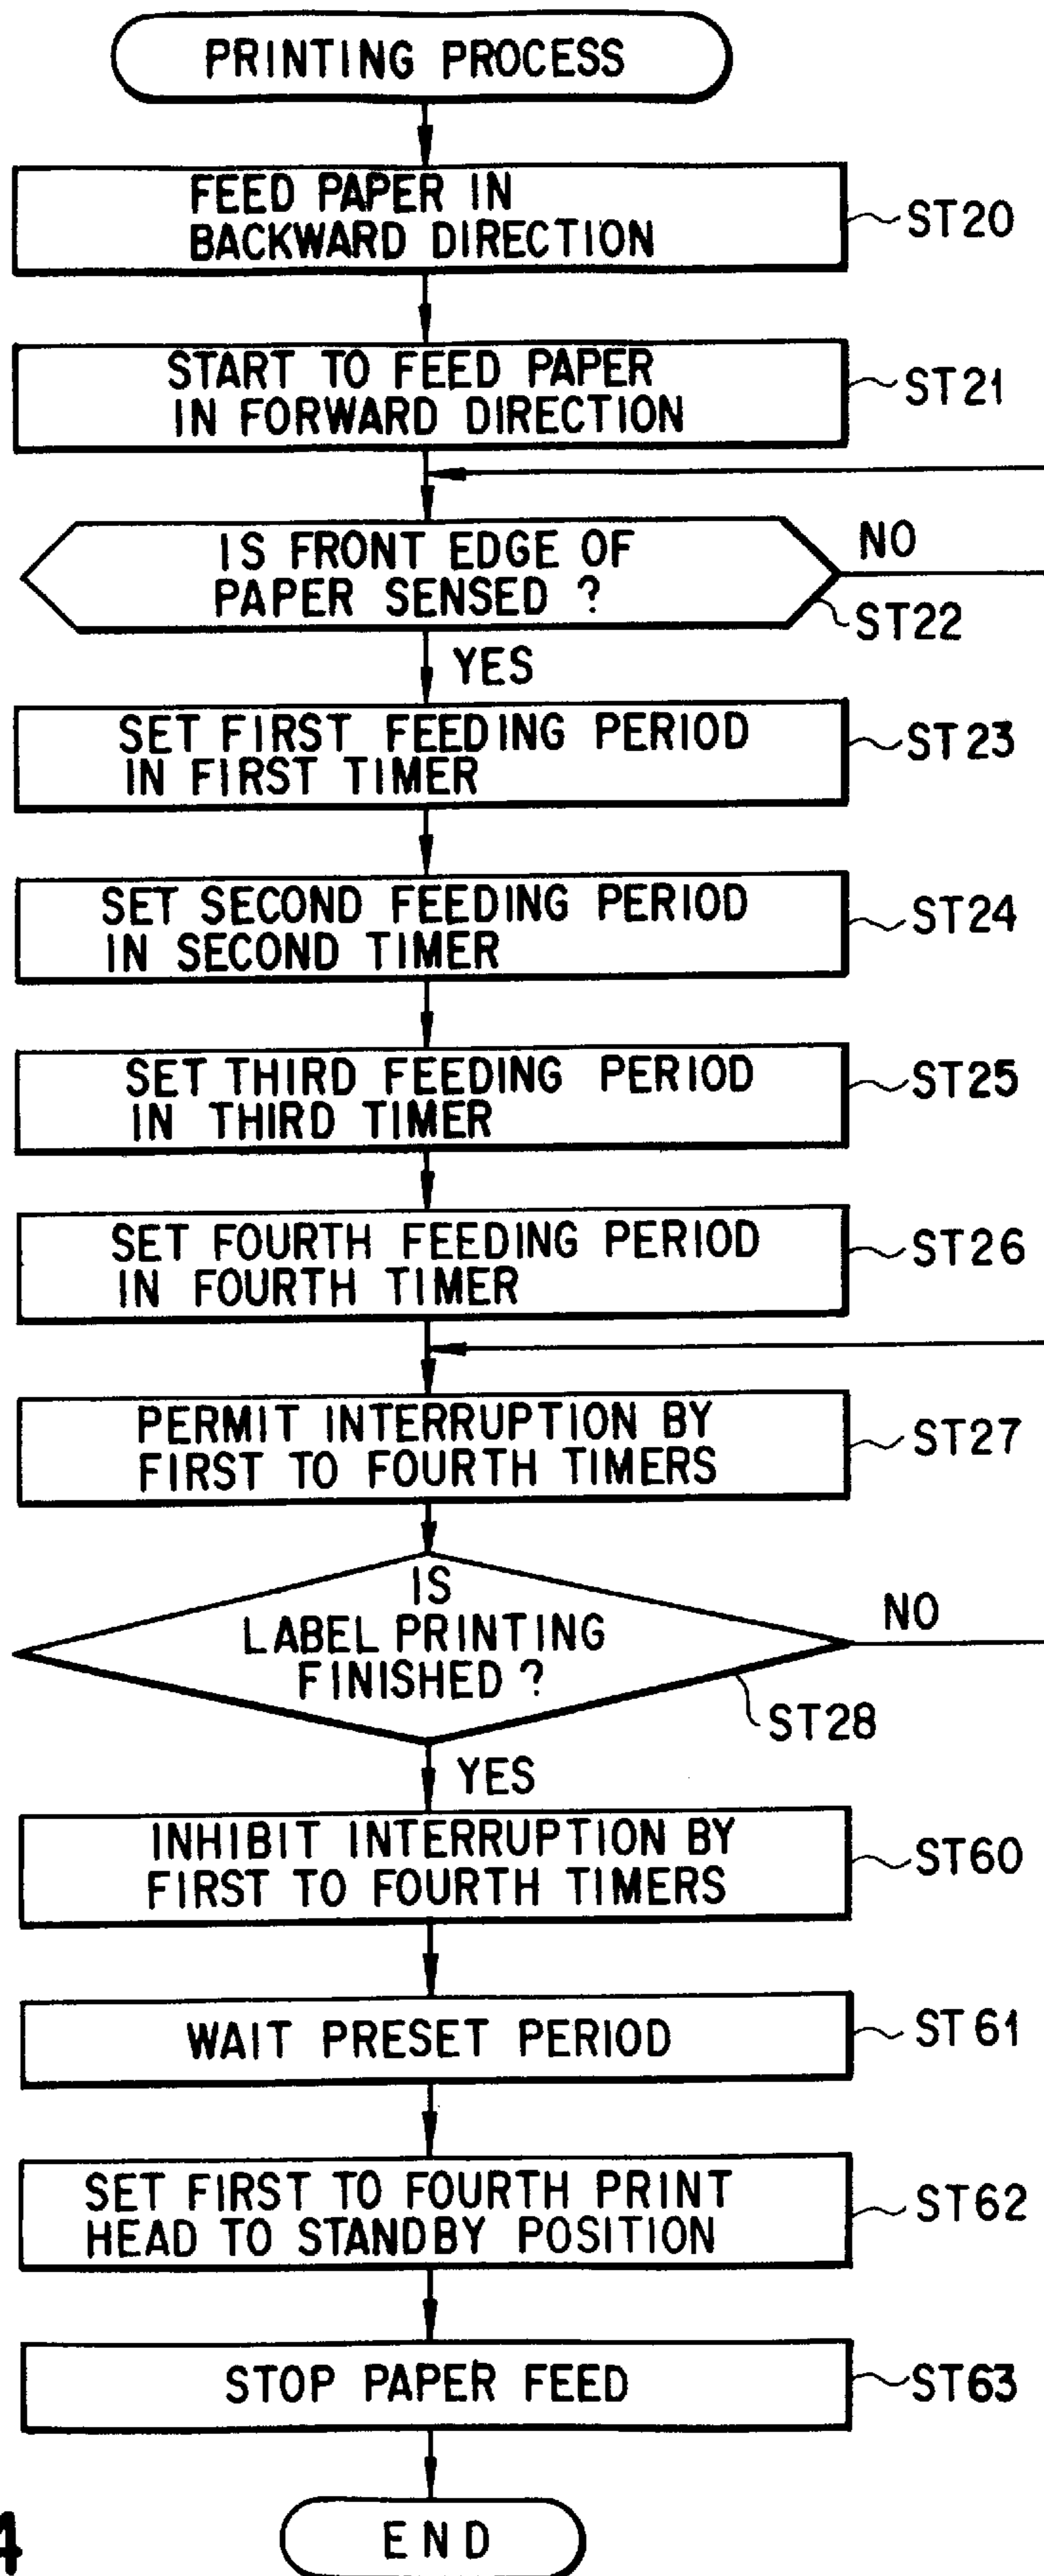 PRINTING PROCESS
FEED PAPER IN
BACKWARD DIRECTION
ST20
START TO FEED PAPER
IN FORWARD DIRECTION
ST21
IS FRONT EDGE OF
PAPER SENSED ?
NO
ST22
YES
SET FIRST FEEDING PERIOD
IN FIRST TIMER
ST23
SET SECOND FEEDING PERIOD
IN SECOND TIMER
ST24
SET THIRD FEEDING PERIOD
IN THIRD TIMER
ST25
SET FOURTH FEEDING PERIOD
IN FOURTH TIMER
ST26
PERMIT INTERRUPTION BY
FIRST TO FOURTH TIMERS
ST27
IS
LABEL PRINTING
FINISHED ?
NO
ST28
YES
INHIBIT INTERRUPTION BY
FIRST TO FOURTH TIMERS
ST60
WAIT PRESET PERIOD
ST61
SET FIRST TO FOURTH PRINT
HEAD TO STANDBY POSITION
ST62
STOP PAPER FEED
ST63
END
4